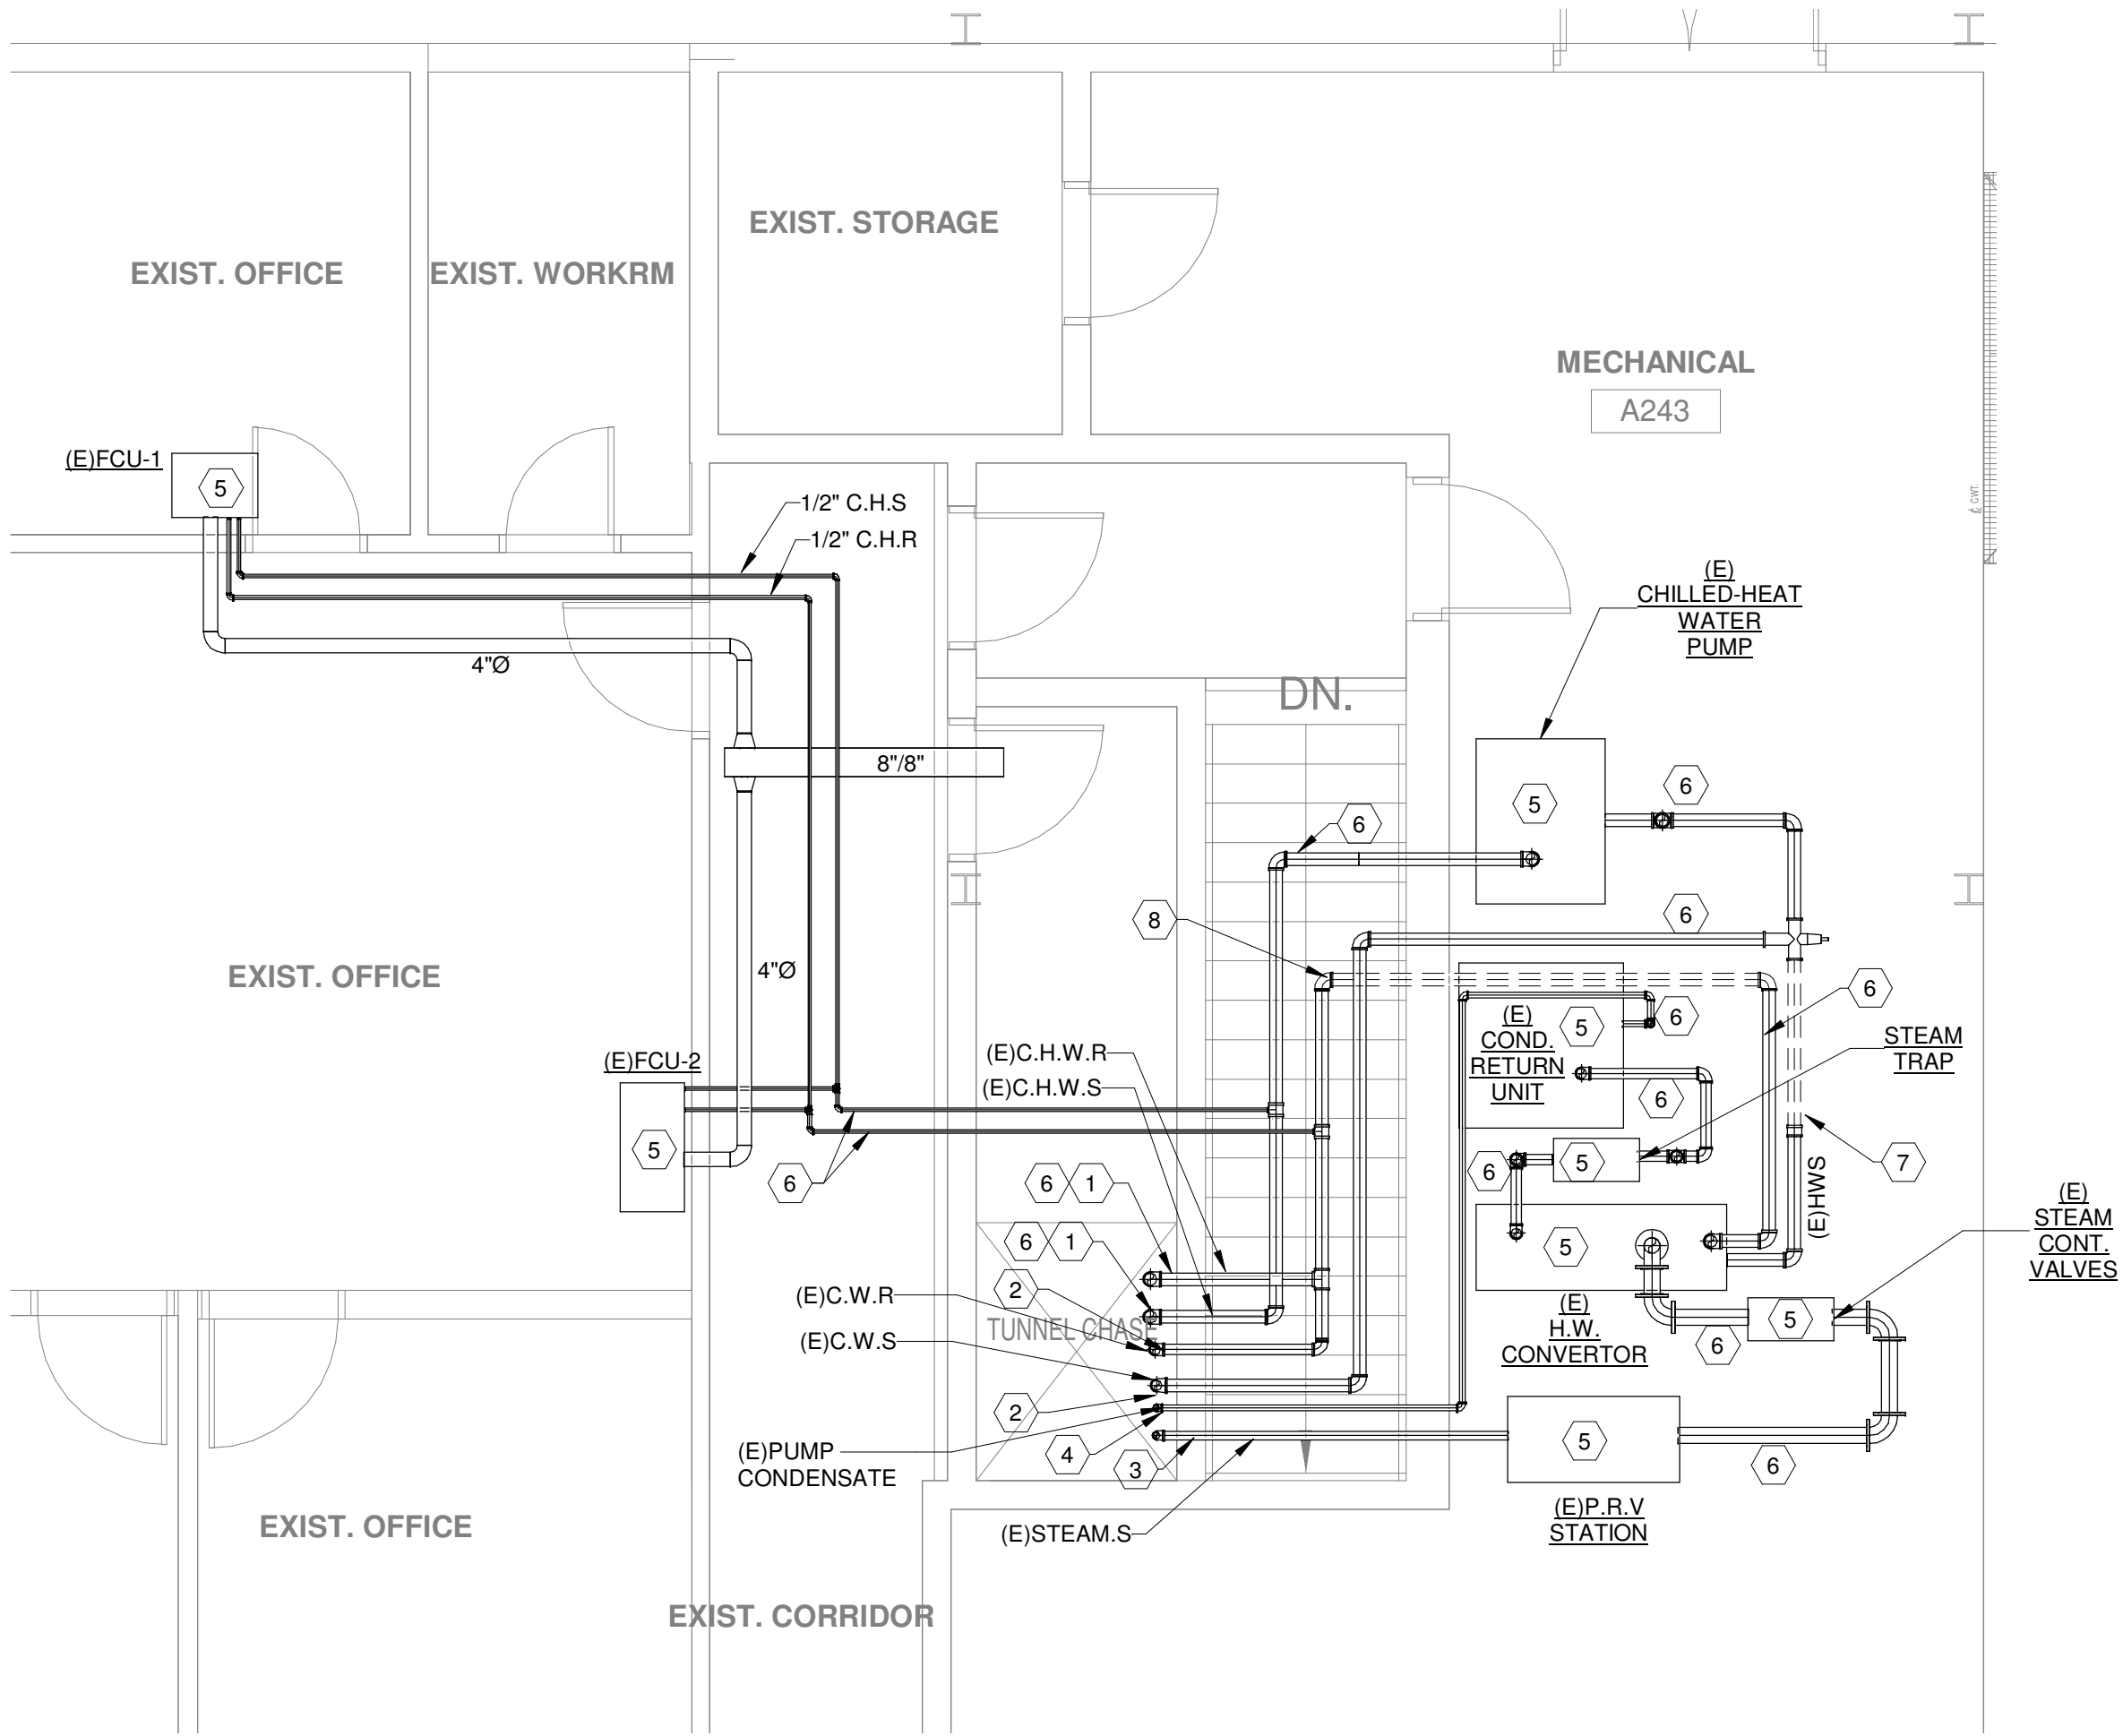 EXIST. STORAGE
EXIST. OFFICE
EXIST. WORKRM
MECHANICAL
A243
(E)FCU-1
5
1/2" C.H.S
1/2" C.H.R
¢ CWT.
(E)
CHILLED-HEAT
WATER
PUMP
4"Ø
DN.
8"/8"
5
6
6
8
6
EXIST. OFFICE
4"Ø
6
(E)
COND.
RETURN
UNIT
5
6
STEAM
TRAP
(E)C.H.W.R
(E)C.H.W.S
(E)FCU-2
5
6
6
5
6
7
6
1
6
1
(E)HWS
(E)
STEAM
CONT.
VALVES
5
2
(E)C.W.R
TUNNEL CHASE
(E)C.W.S
(E)
H.W.
CONVERTOR
5
6
2
(E)PUMP
CONDENSATE
4
3
5
6
(E)STEAM.S
(E)P.R.V
STATION
EXIST. OFFICE
EXIST. CORRIDOR